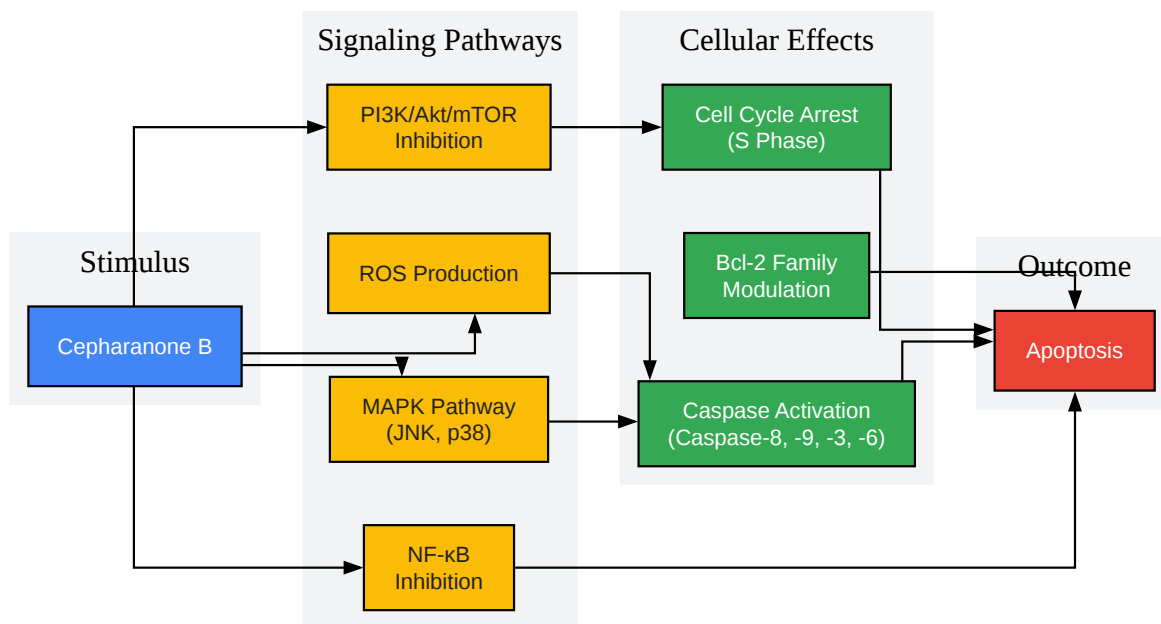 Signaling Pathways
Cellular Effects
PI3K/Akt/mTOR
Inhibition
Cell Cycle Arrest
(S Phase)
Stimulus
ROS Production
Bcl-2 Family
Modulation
Outcome
Cepharanone B
Apoptosis
MAPK Pathway
(JNK, p38)
Caspase Activation
(Caspase-8, -9, -3, -6)
NF-κB
Inhibition